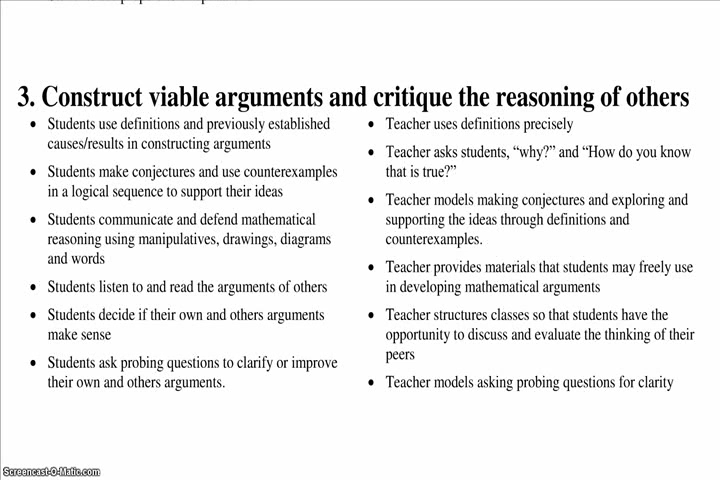 3. Construct viable arguments and critique the reasoning of others
• Students use definitions and previously established
causes/results in constructing arguments
• Students make conjectures and use counterexamples
in a logical sequence to support their ideas
• Students communicate and defend mathematical
reasoning using manipulatives, drawings, diagrams
and words
• Students listen to and read the arguments of others
• Students decide if their own and others arguments
make sense
• Students ask probing questions to clarify or improve
their own and others arguments.
• Teacher uses definitions precisely
• Teacher asks students, “why?” and “How do you know
that is true?”
• Teacher models making conjectures and exploring and
supporting the ideas through definitions and
counterexamples.
• Teacher provides materials that students may freely use
in developing mathematical arguments
• Teacher structures classes so that students have the
opportunity to discuss and evaluate the thinking of their
peers
• Teacher models asking probing questions for clarity
Screencast-O-Matic.com